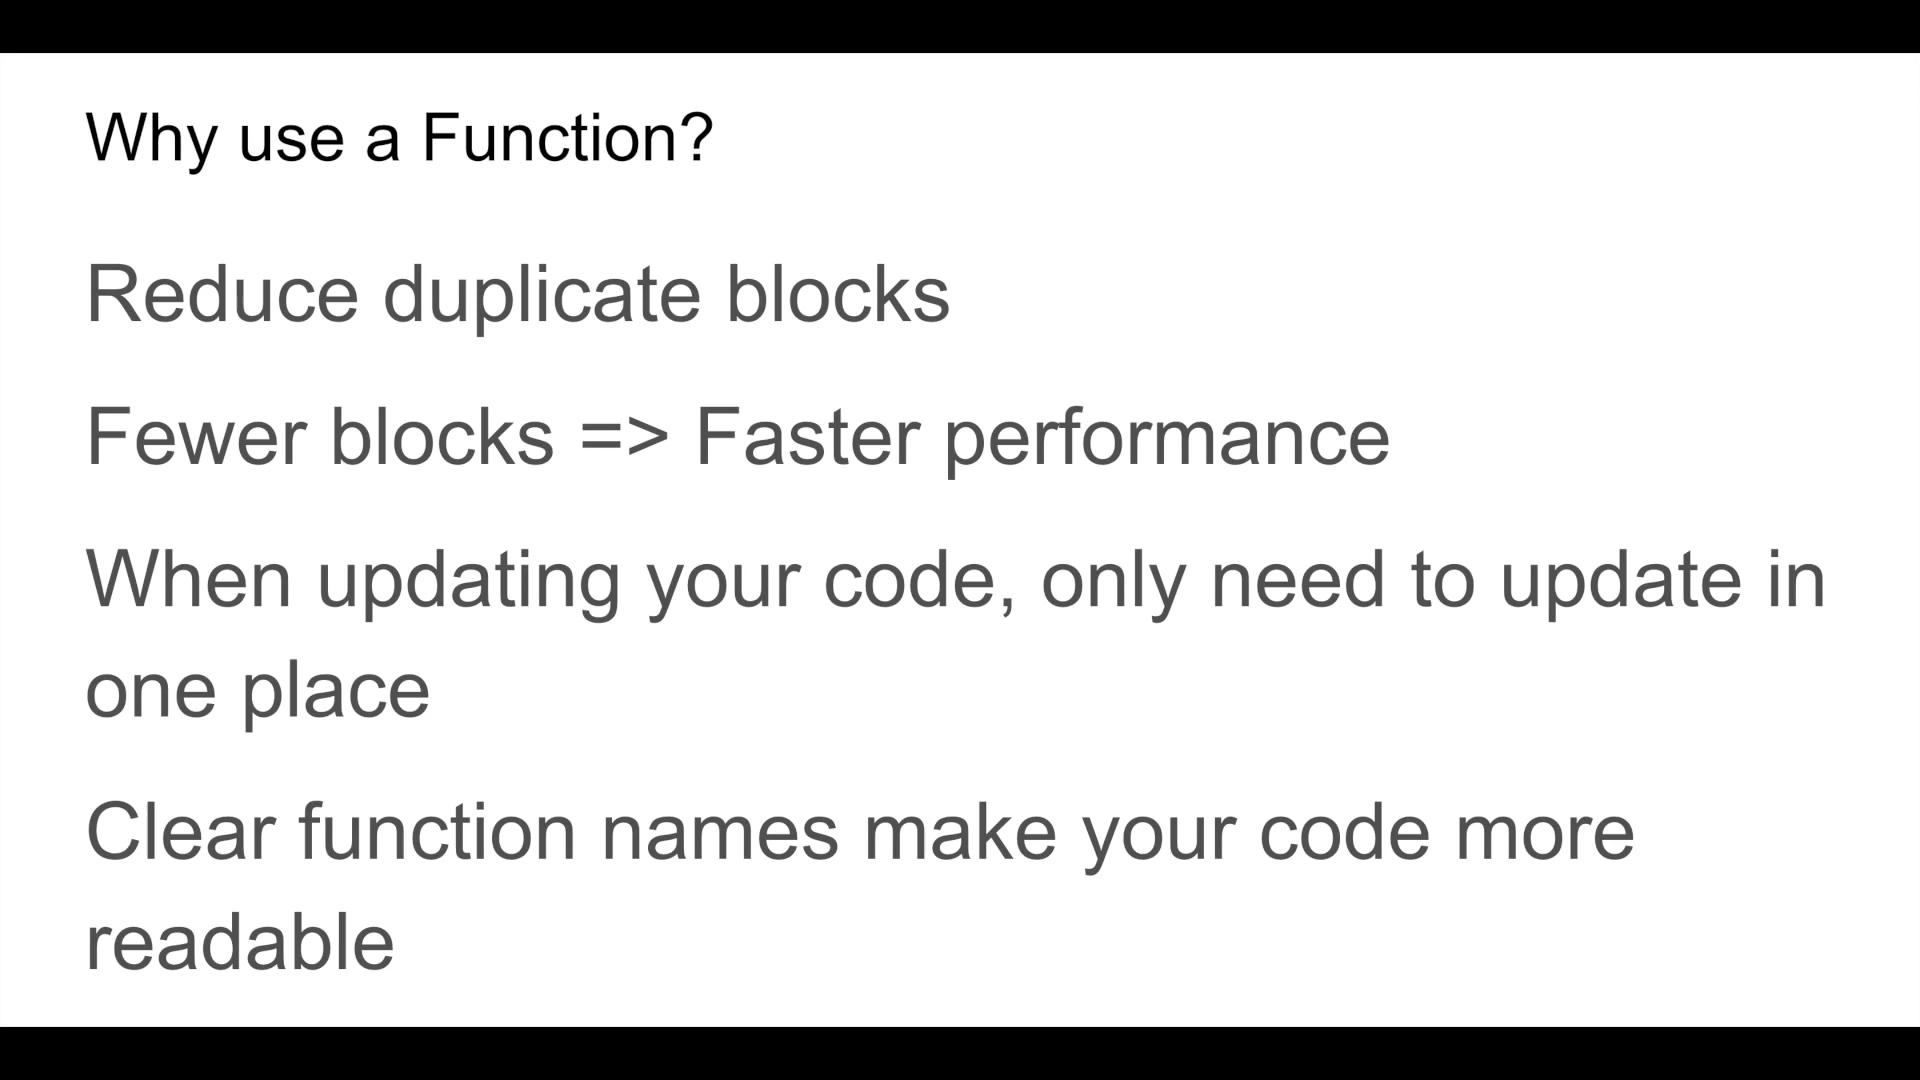 Why use a Function?
Reduce duplicate blocks
Fewer blocks => Faster performance
When updating your code, only need to update in
one place
Clear function names make your code more
readable